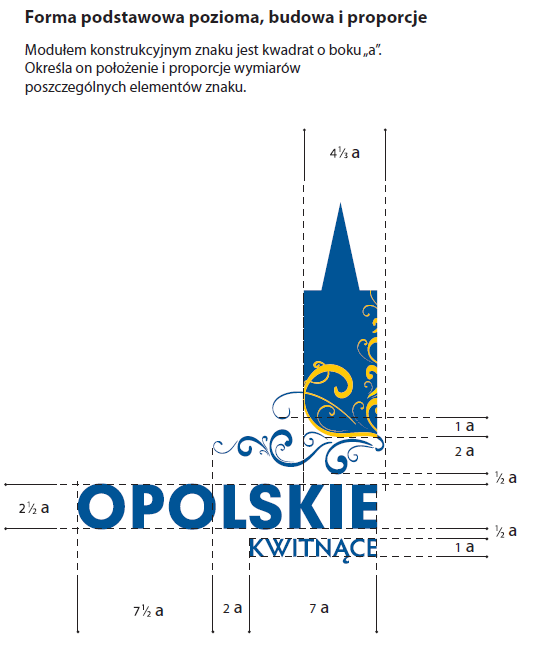 Forma podstawowa pozioma, budowa i proporcje
Modułem konstrukcyjnym znaku jest kwadrat o boku „a”.
Określa on położenie i proporcje wymiarów
poszczególnych elementów znaku.
4⅓ a
1 a
2 a
½ a
2½ a
OPOLSKIE
½ a
KWITNĄCE
1 a
7½ a
2 a
7 a